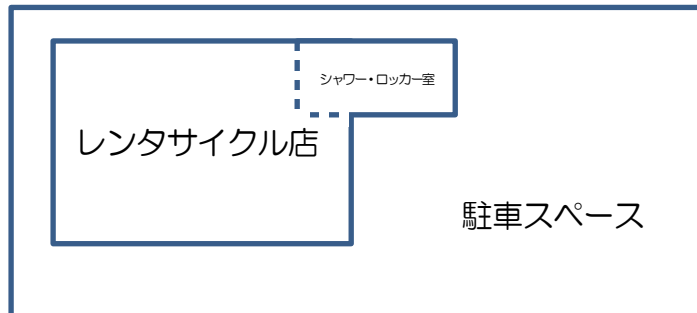 シャワー・ロッカー室
レンタサイクル店
駐車スペース